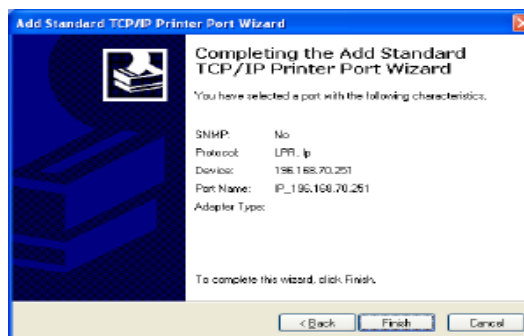 Add Standard TCP/IP Printer Port Wizard
Completing the Add Standard
TCP/IP Printer Port Wizard
You have selected a port with the following characteristics.
SNMP: No
Protocol: LPR, lp
Device: 196.168.70.251
Port Name: IP_196.168.70.251
Adapter Type:
To complete this wizard, click Finish.
< Back Finish Cancel